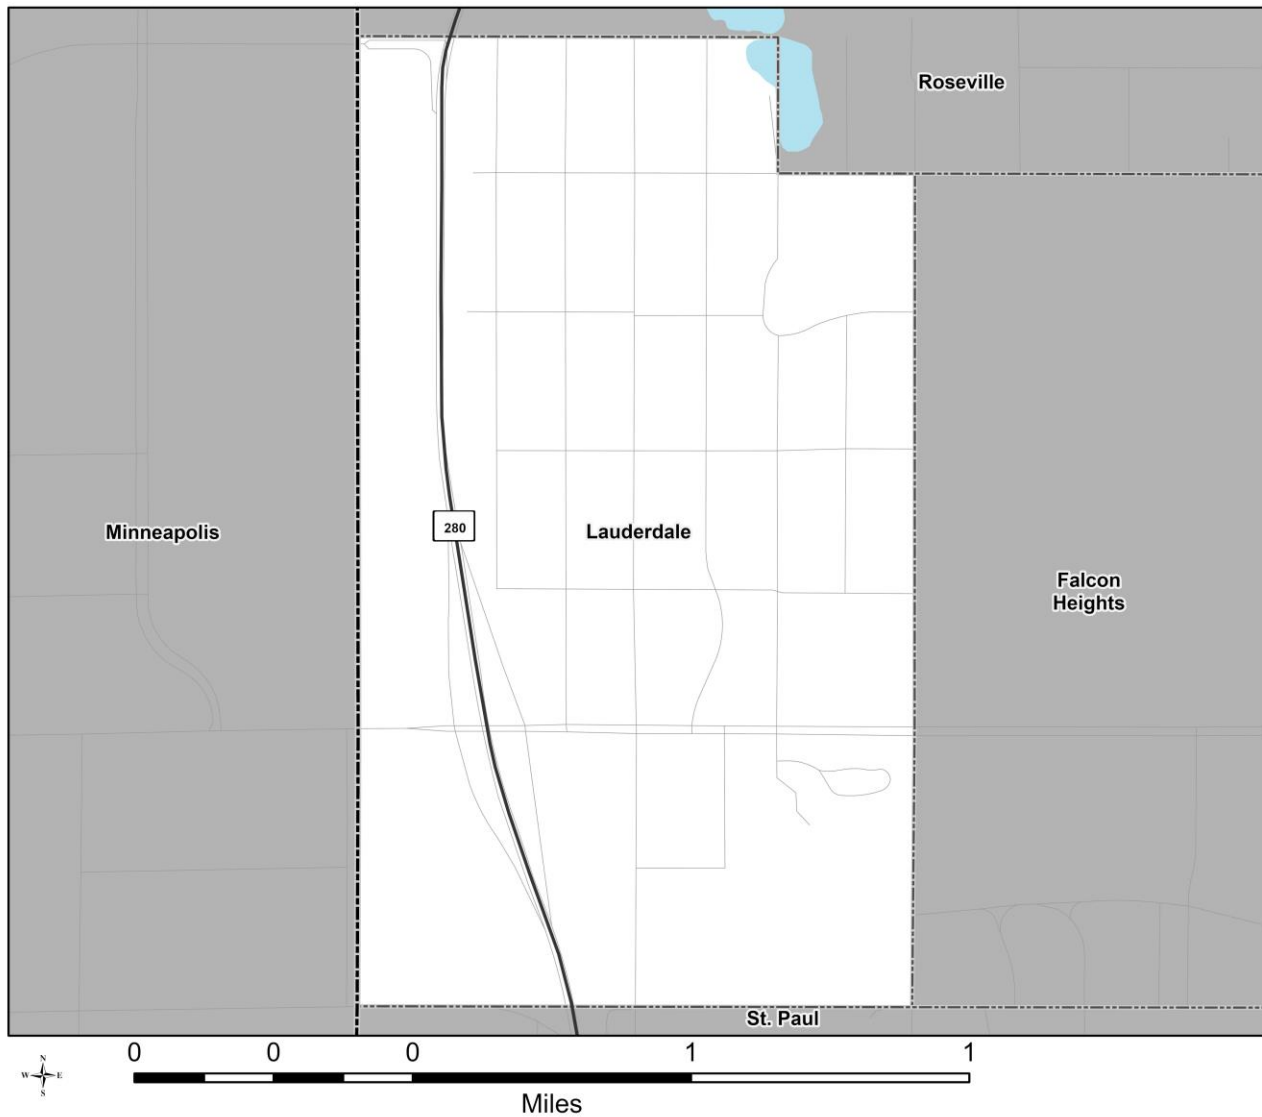 Roseville
280
Minneapolis
Lauderdale
Falcon
Heights
St. Paul
0 0 0 1 1
N
W E
S
Miles